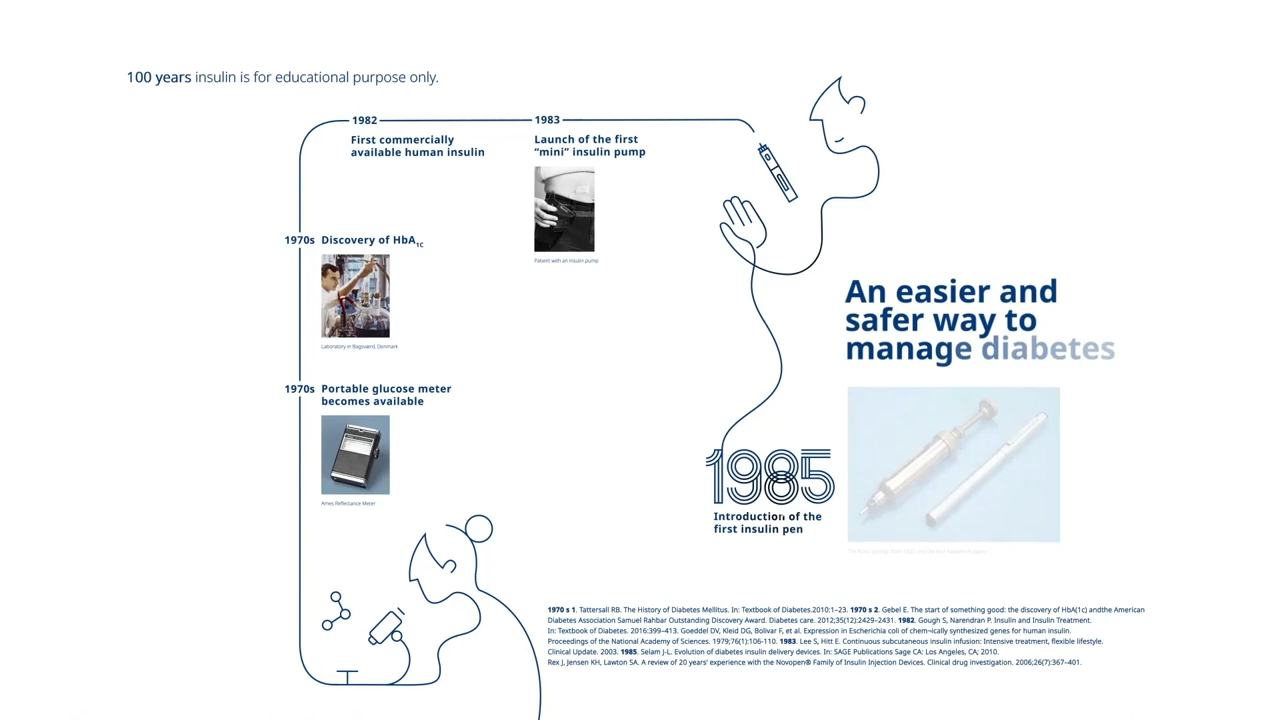 100 years insulin is for educational purpose only.
1982
First commercially
available human insulin
1983
Launch of the first
“mini” insulin pump
Patient with an insulin pump
1970s Discovery of HbA1C
Laboratory in Bagsværd, Denmark
1970s Portable glucose meter
becomes available
Ames Reflectance Meter
An easier and
safer way to
manage diabetes
1985
Introduction of the
first insulin pen
1970 s 1. Tattersall RB. The History of Diabetes Mellitus. In: Textbook of Diabetes.2010:1–23. 1970 s 2. Gebel E. The start of something good: the discovery of HbA(1c) andthe American
Diabetes Association Samuel Rahbar Outstanding Discovery Award. Diabetes care. 2012;35(12):2429–2431. 1982. Gough S, Narendran P. Insulin and Insulin Treatment.
In: Textbook of Diabetes. 2016:399–413. Goeddel DV, Kleid DG, Bolivar F, et al. Expression in Escherichia coli of chem¬ically synthesized genes for human insulin.
Proceedings of the National Academy of Sciences. 1979;76(1):106-110. 1983. Lee S, Hitt E. Continuous subcutaneous insulin infusion: Intensive treatment, flexible lifestyle.
Clinical Update. 2003. 1985. Selam J-L. Evolution of diabetes insulin delivery devices. In: SAGE Publications Sage CA: Los Angeles, CA; 2010.
Rex J, Jensen KH, Lawton SA. A review of 20 years’ experience with the Novopen® Family of Insulin Injection Devices. Clinical drug investigation. 2006;26(7):367–401.